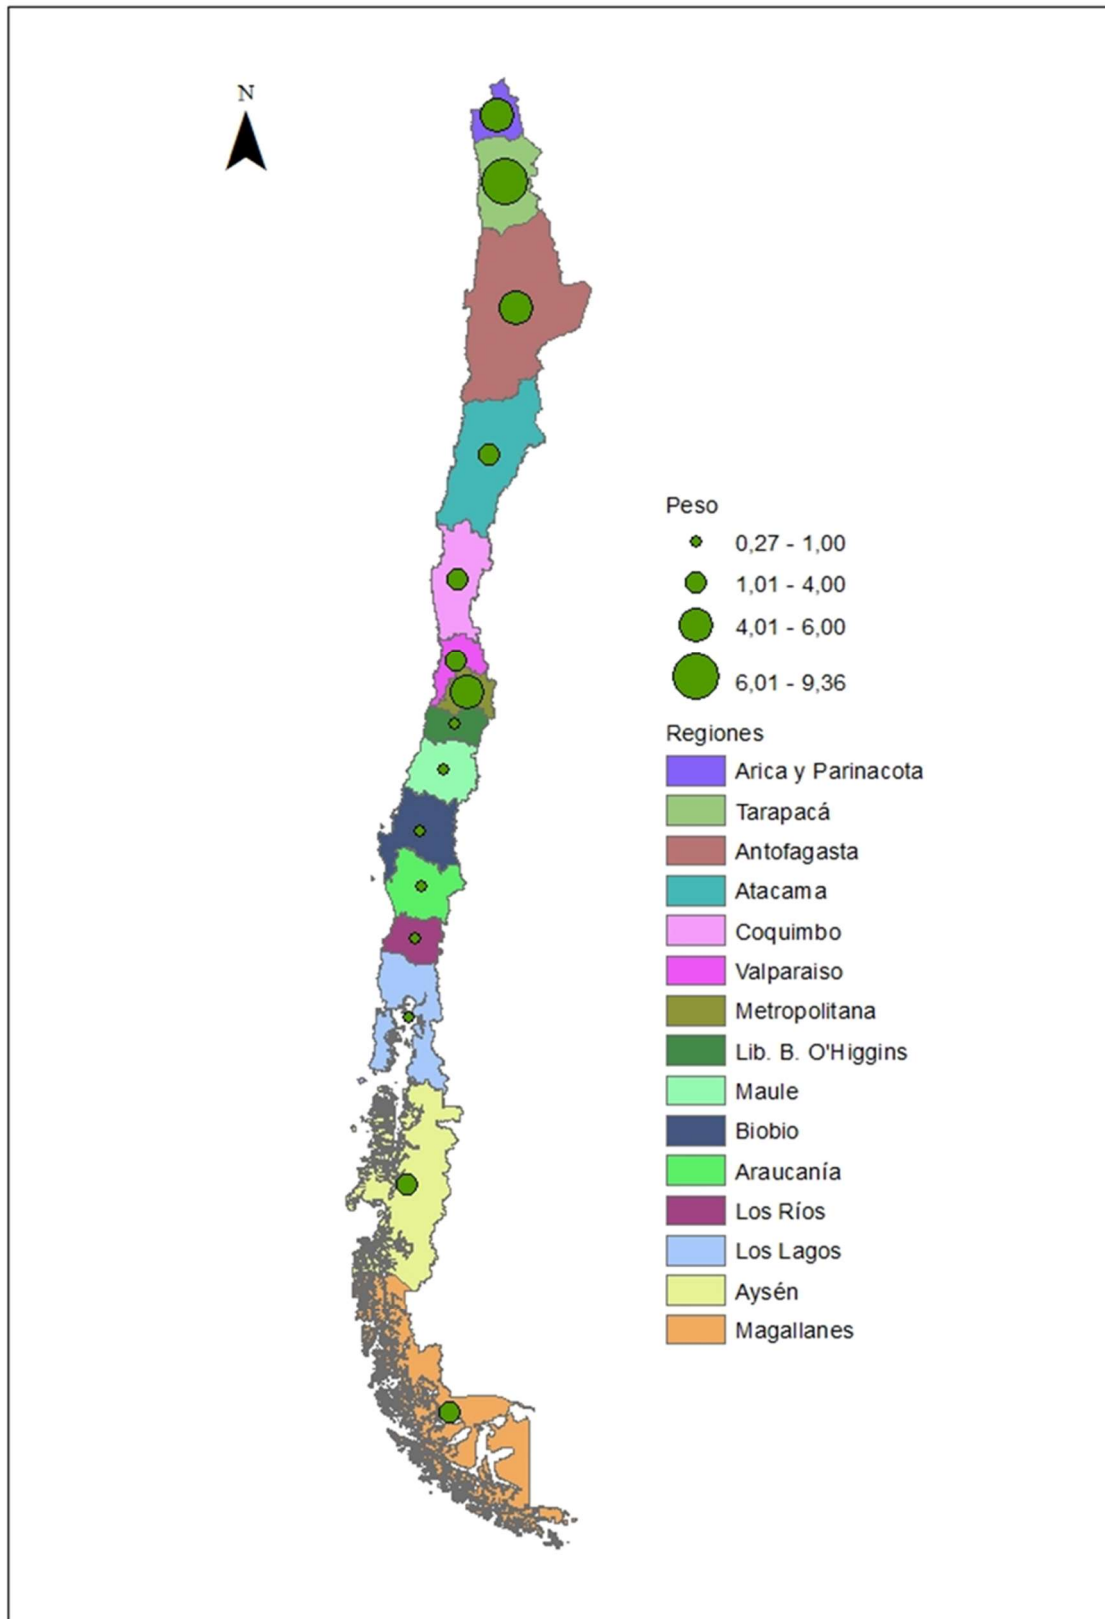 N
Peso
0,27 - 1,00
1,01 - 4,00
4,01 - 6,00
6,01 - 9,36
Regiones
Arica y Parinacota
Tarapacá
Antofagasta
Atacama
Coquimbo
Valparaiso
Metropolitana
Lib. B. O'Higgins
Maule
Biobio
Araucanía
Los Ríos
Los Lagos
Aysén
Magallanes